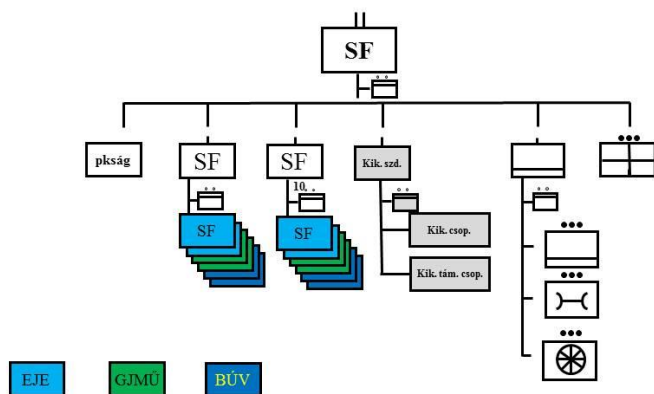 SF
pkság
SF
SF
Kik. szd.
10.
SF
SF
Kik. csop.
Kik. tám. csop.
EJE
GJMŰ
BÚV